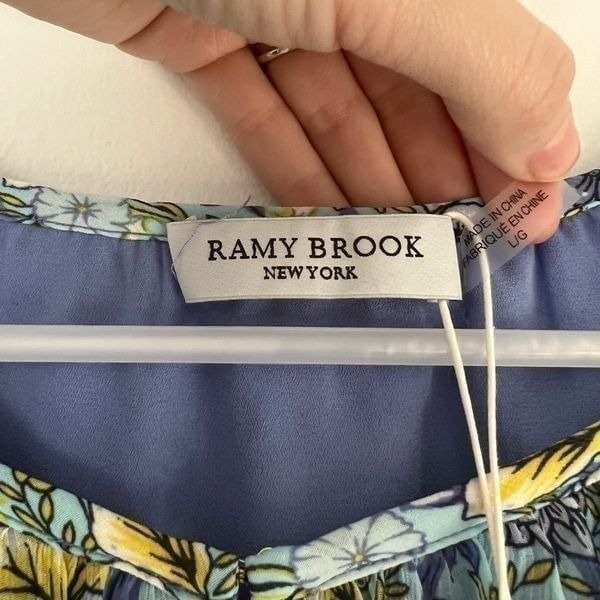 RAMY BROOK
NEW YORK
MADE IN CHINA
FABRIQUÉ EN CHINE
L/G